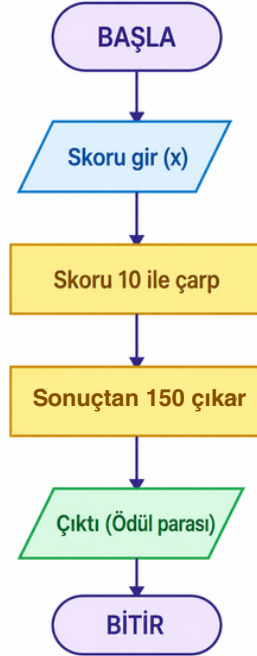 BAŞLA
Skoru gir (x)
Skoru 10 ile çarp
Sonuçtan 150 çıkar
Çıktı (Ödül parası)
BİTİR